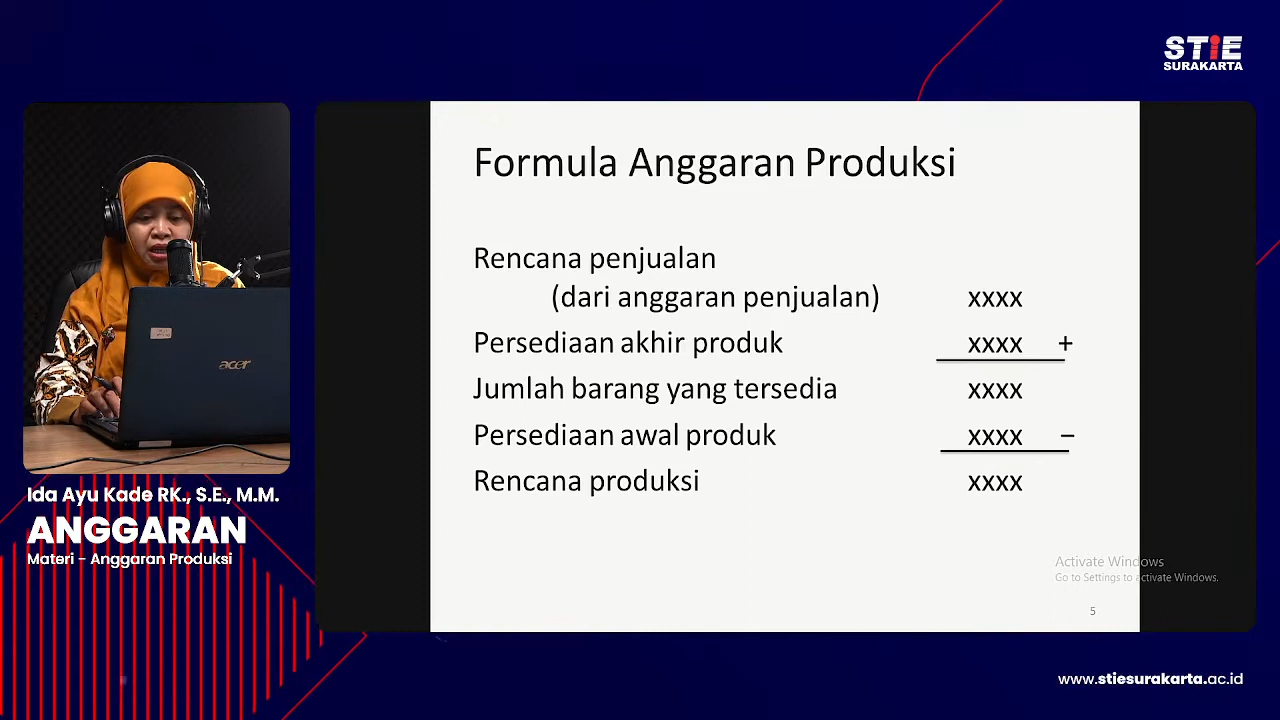 STiE
SURAKARTA
Formula Anggaran Produksi
Rencana penjualan
(dari anggaran penjualan) xxxx
Persediaan akhir produk xxxx +
Jumlah barang yang tersedia xxxx
Persediaan awal produk xxxx –
Rencana produksi xxxx
acer
Ida Ayu Kade RK., S.E., M.M.
ANGGARAN
Materi - Anggaran Produksi
Activate Windows
Go to Settings to activate Windows.
5
www.stiesurakarta.ac.id